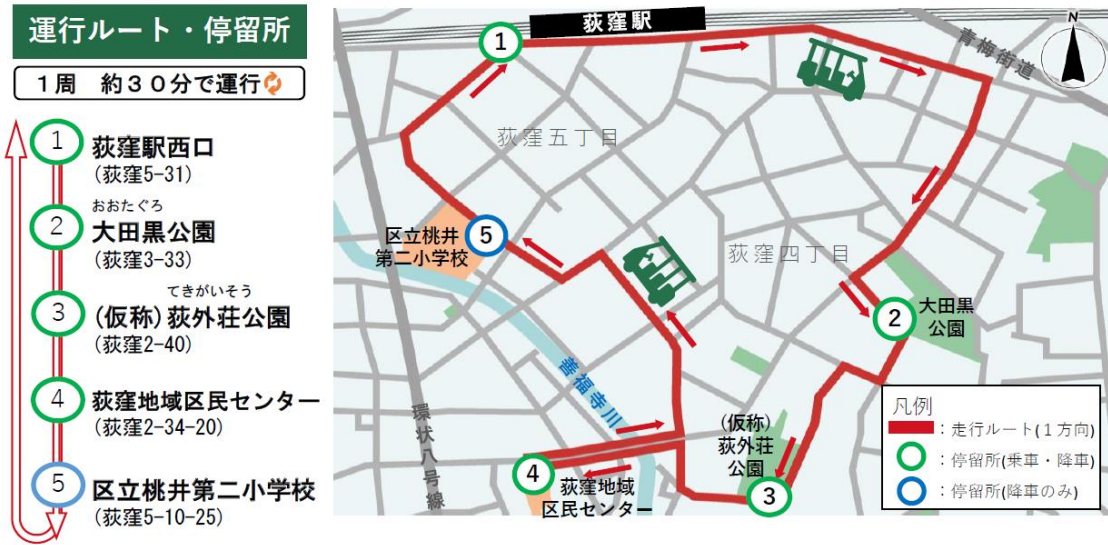 運行ルート・停留所
1周 約30分で運行
1
荻窪駅西口
(荻窪5-31)
おおたぐろ
2
大田黒公園
(荻窪3-33)
てきがいそう
3
(仮称)荻外荘公園
(荻窪2-40)
4
荻窪地域区民センター
(荻窪2-34-20)
5
区立桃井第二小学校
(荻窪5-10-25)
荻窪駅
1
N
青梅街道
荻窪五丁目
区立桃井
第二小学校
5
荻窪四丁目
2
大田黒
公園
善福寺川
環状八号線
(仮称)
荻外荘
公園
3
4
荻窪地域
区民センター
凡例
：走行ルート(1方向)
：停留所(乗車・降車)
：停留所(降車のみ)